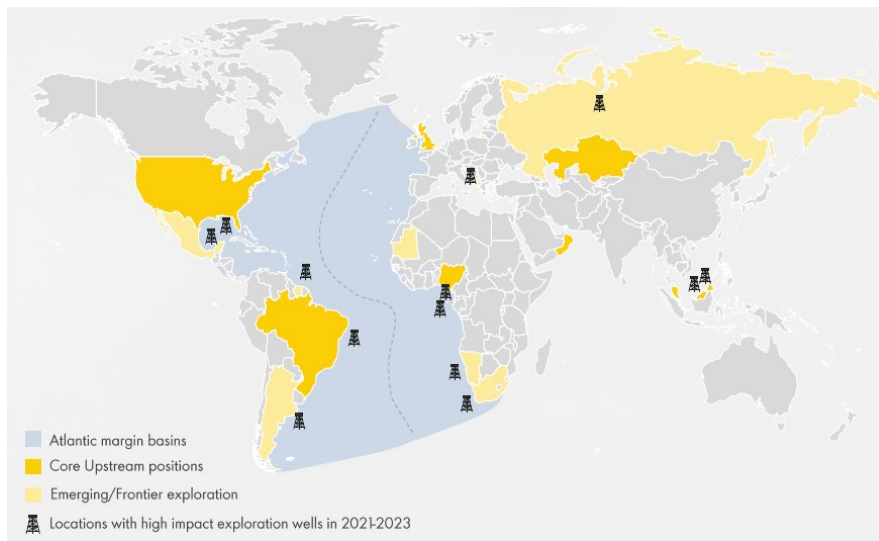 Atlantic margin basins
Core Upstream positions
Emerging/Frontier exploration
Locations with high impact exploration wells in 2021-2023